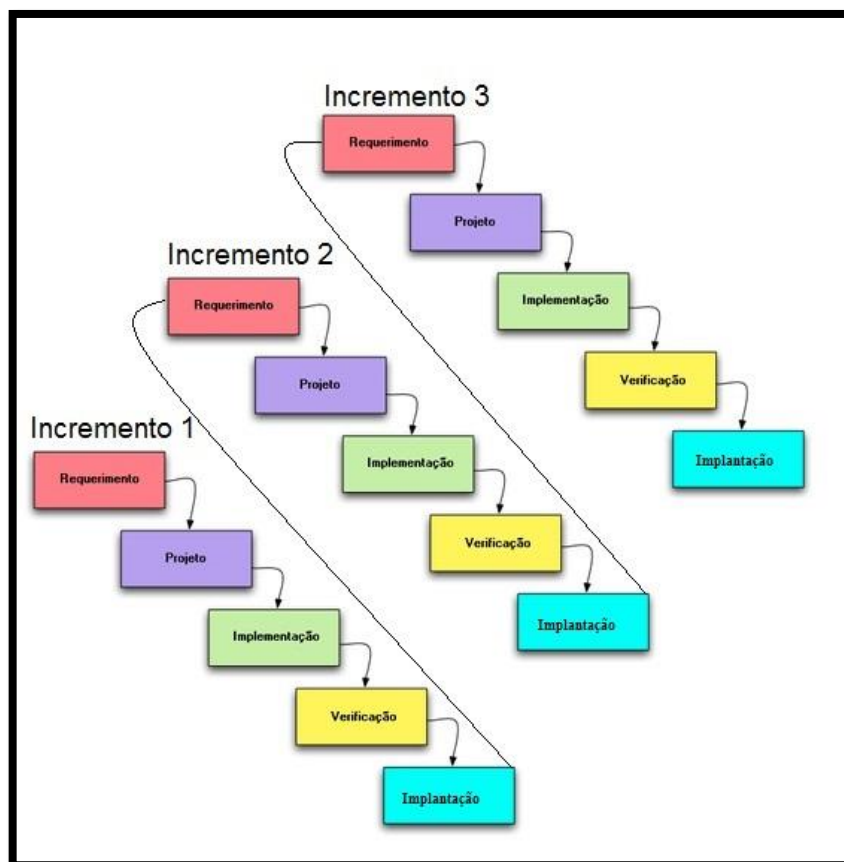 Incremento 3
Requerimento
Projeto
Implementação
Verificação
Implantação
Incremento 2
Requerimento
Projeto
Implementação
Verificação
Implantação
Incremento 1
Requerimento
Projeto
Implementação
Verificação
Implantação